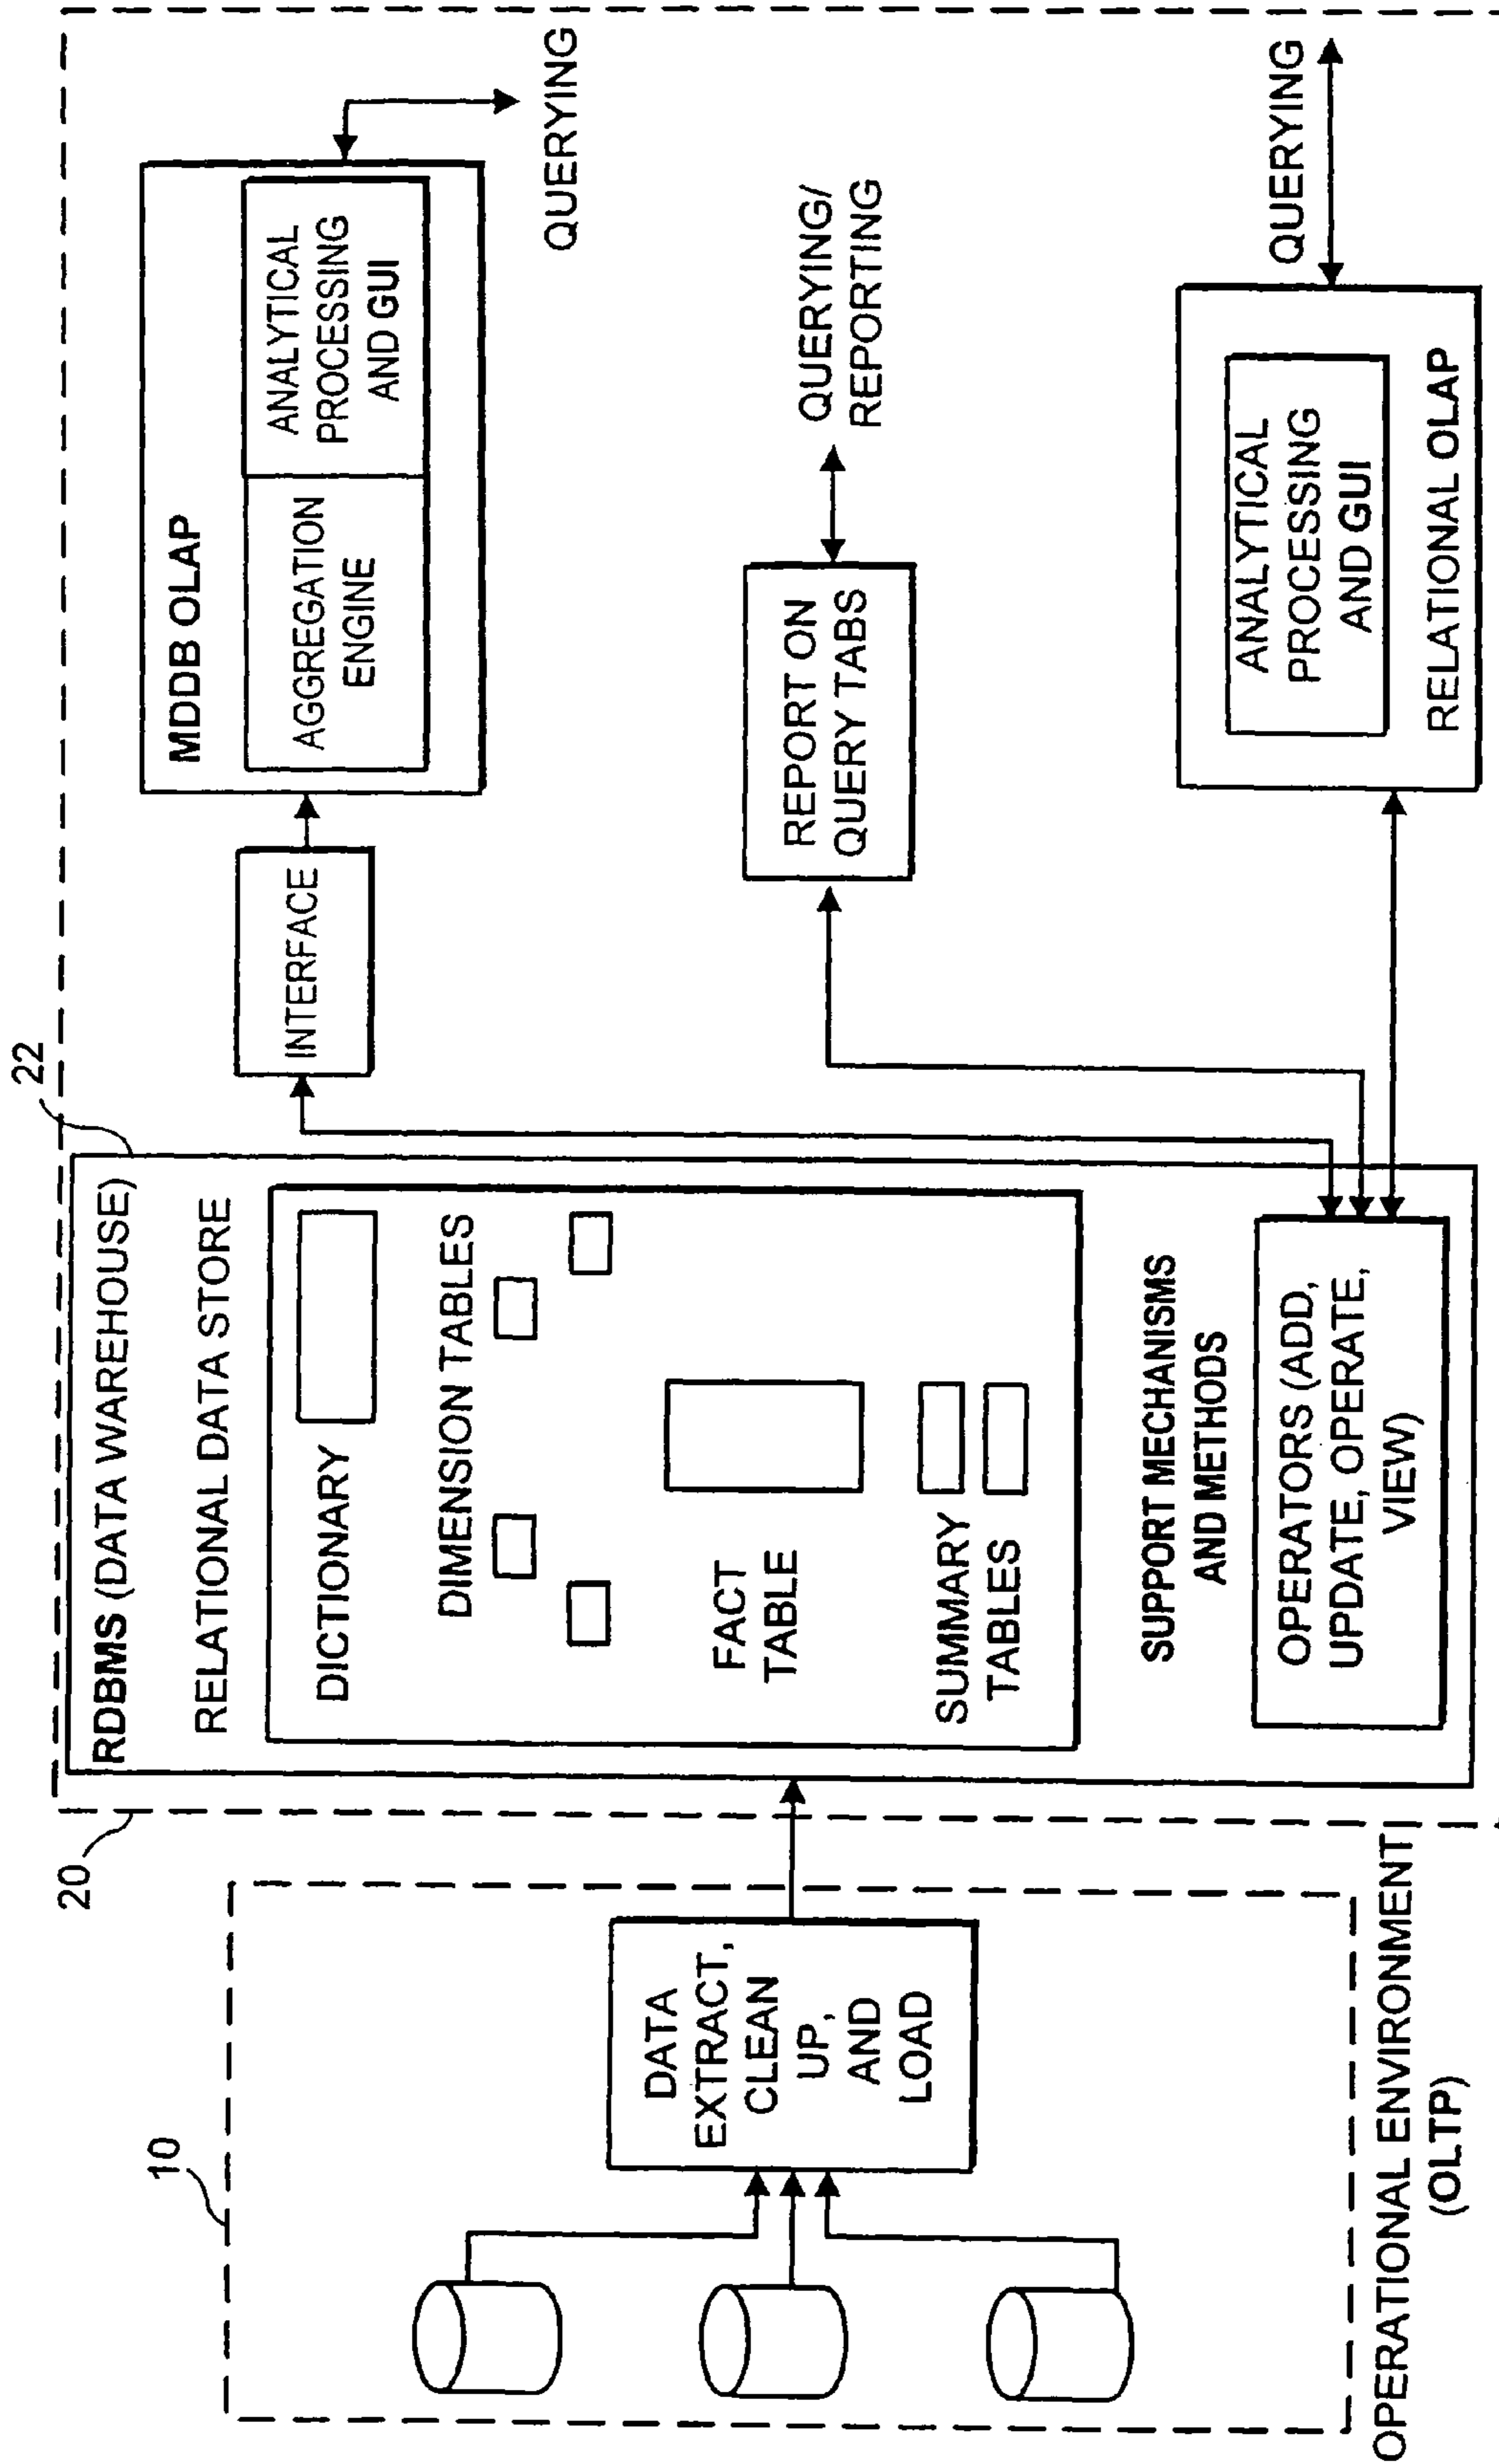 10
DATA
EXTRACT,
CLEAN
UP,
AND
LOAD
OPERATIONAL ENVIRONMENT
(OLTP)
20
22
RDBMS (DATA WAREHOUSE)
RELATIONAL DATA STORE
DICTIONARY
DIMENSION TABLES
FACT
TABLE
SUMMARY
TABLES
SUPPORT MECHANISMS
AND METHODS
OPERATORS (ADD,
UPDATE, OPERATE,
VIEW)
INTERFACE
MDDB OLAP
AGGREGATION
ENGINE
ANALYTICAL
PROCESSING
AND GUI
QUERYING
REPORT ON
QUERY TABS
QUERYING/
REPORTING
ANALYTICAL
PROCESSING
AND GUI
RELATIONAL OLAP
QUERYING